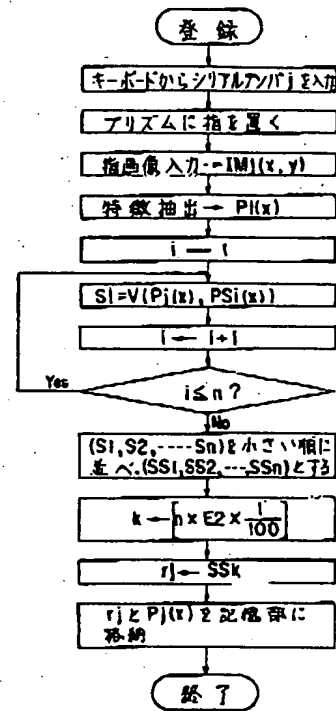 登録
キーボードからシリアルナンバ j を入力
プリズムに指を置く
指画像入力→IMj(x, y)
特徴抽出→ Pj(x)
i ← 1
Si=V(Pj(x), PSi(x))
i ← i+1
Yes
i≤n?
No
(S1,S2,----Sn)を小さい順に
並べ、(SS1,SS2,---,SSn)とする
k←[n×E2×1/100]
rj← SSk
rjとPj(x)を記憶部に
格納
終了